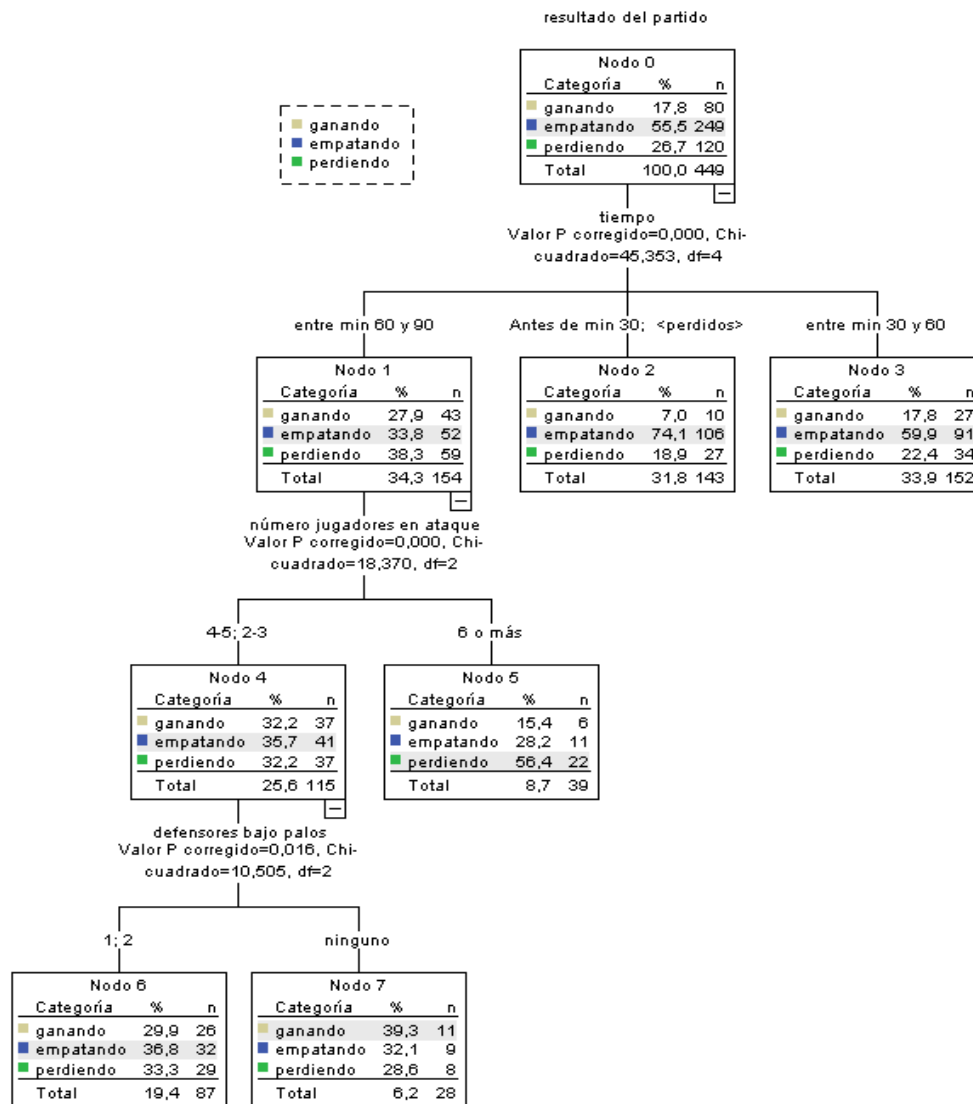 resultado del partido
ganando
empatando
perdiendo
Nodo 0
Categoría % n
ganando 17,8 80
empatando 55,5 249
perdiendo 26,7 120
Total 100,0 449
tiempo
Valor P corregido=0,000, Chi-
cuadrado=45,353, df=4
entre min 60 y 90
Antes de min 30; <perdidos>
entre min 30 y 60
Nodo 1
Categoría % n
ganando 27,9 43
empatando 33,8 52
perdiendo 38,3 59
Total 34,3 154
Nodo 2
Categoría % n
ganando 7,0 10
empatando 74,1 106
perdiendo 18,9 27
Total 31,8 143
Nodo 3
Categoría % n
ganando 17,8 27
empatando 59,9 91
perdiendo 22,4 34
Total 33,9 152
número jugadores en ataque
Valor P corregido=0,000, Chi-
cuadrado=18,370, df=2
4-5; 2-3
6 o más
Nodo 4
Categoría % n
ganando 32,2 37
empatando 35,7 41
perdiendo 32,2 37
Total 25,6 115
Nodo 5
Categoría % n
ganando 15,4 6
empatando 28,2 11
perdiendo 56,4 22
Total 8,7 39
defensores bajo palos
Valor P corregido=0,016, Chi-
cuadrado=10,505, df=2
1; 2
ninguno
Nodo 6
Categoría % n
ganando 29,9 26
empatando 36,8 32
perdiendo 33,3 29
Total 19,4 87
Nodo 7
Categoría % n
ganando 39,3 11
empatando 32,1 9
perdiendo 28,6 8
Total 6,2 28